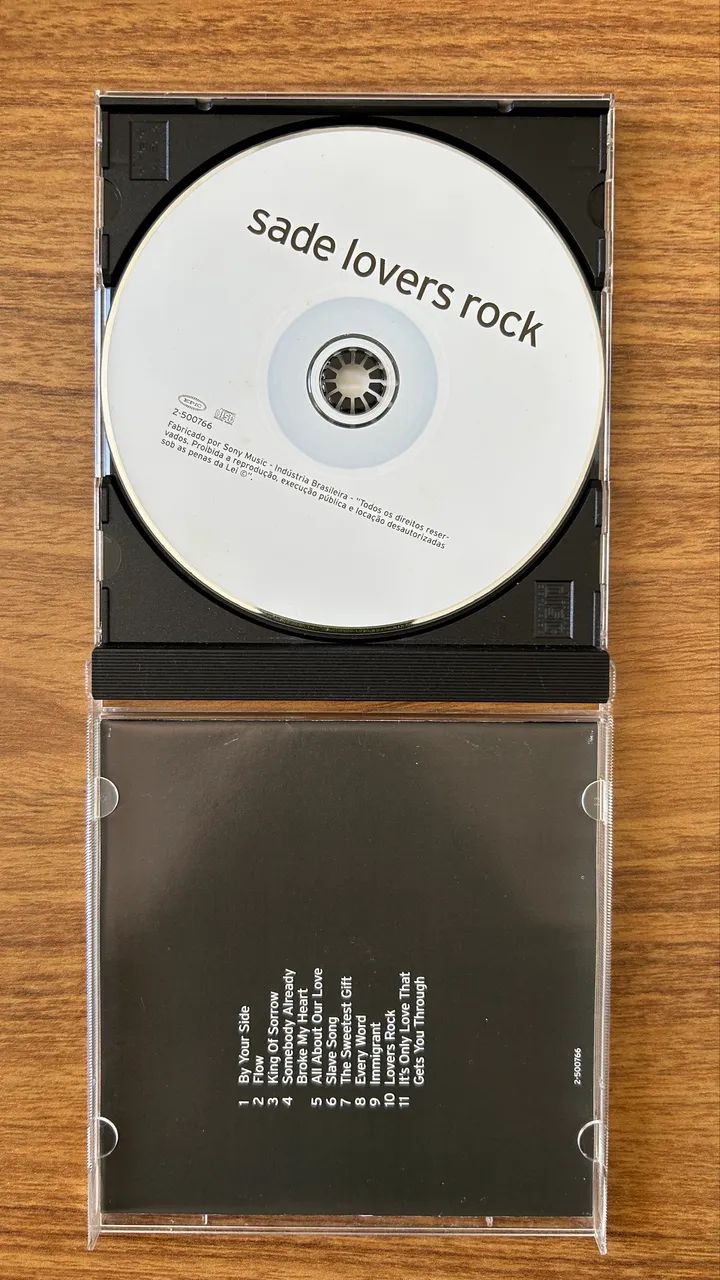 sade lovers rock
EPIC
2-500766
disc
Fabricado por Sony Music - Indústria Brasileira - "Todos os direitos reser-
vados. Proibida a reprodução, execução pública e locação desautorizadas
sob as penas da Lei ©".
1 By Your Side
2 Flow
3 King Of Sorrow
4 Somebody Already
Broke My Heart
5 All About Our Love
6 Slave Song
7 The Sweetest Gift
8 Every Word
9 Immigrant
10 Lovers Rock
11 It's Only Love That
Gets You Through
2-500766